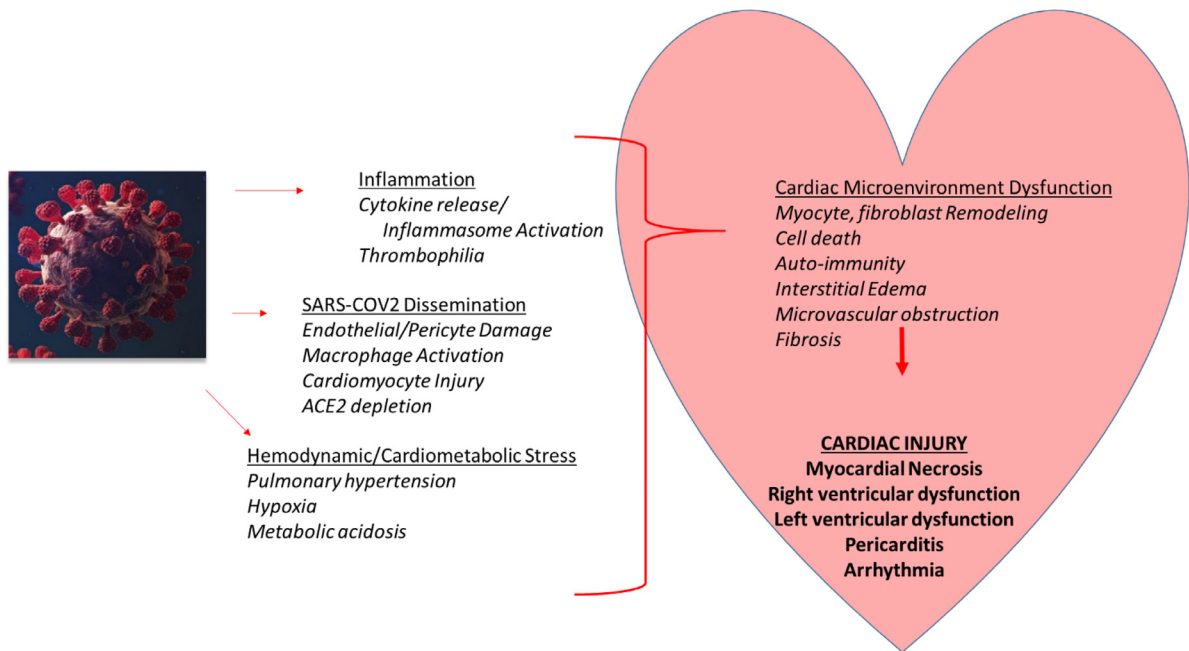 Inflammation
Cytokine release/
Inflammasome Activation
Thrombophilia
SARS-COV2 Dissemination
Endothelial/Pericyte Damage
Macrophage Activation
Cardiomyocyte Injury
ACE2 depletion
Hemodynamic/Cardiometabolic Stress
Pulmonary hypertension
Hypoxia
Metabolic acidosis
Cardiac Microenvironment Dysfunction
Myocyte, fibroblast Remodeling
Cell death
Auto-immunity
Interstitial Edema
Microvascular obstruction
Fibrosis
CARDIAC INJURY
Myocardial Necrosis
Right ventricular dysfunction
Left ventricular dysfunction
Pericarditis
Arrhythmia